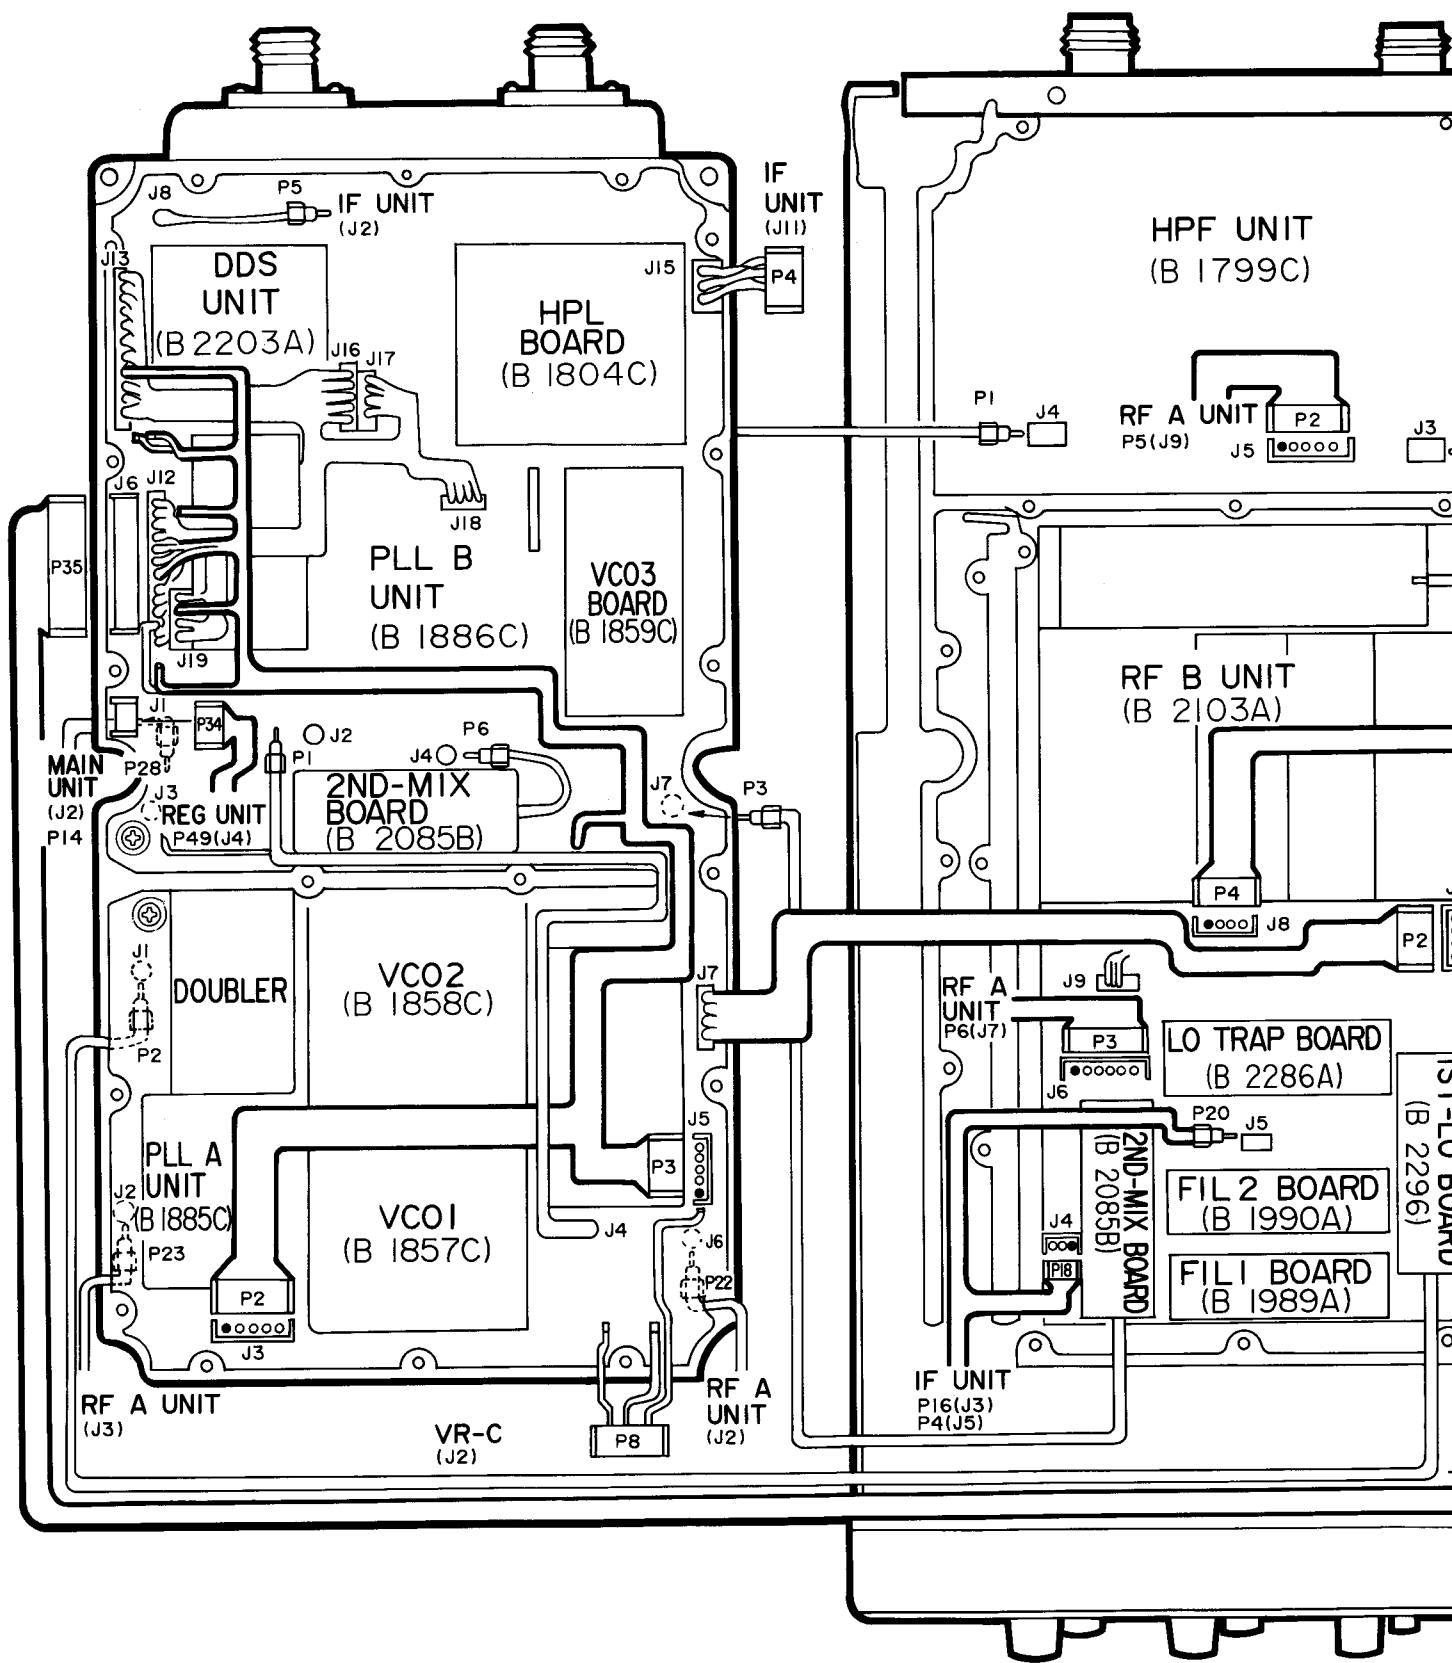 J8
P5
IF UNIT
(J2)
IF
UNIT
(J11)
J13
DDS
UNIT
(B 2203A)
J15
P4
HPL
BOARD
(B 1804C)
J16
J17
J6
J12
J18
P35
PLL B
UNIT
(B 1886C)
VCO3
BOARD
(B 1859C)
J19
J1
P34
P1
J2
J4
P6
MAIN
UNIT
(J2)
P14
P28
J3
REG UNIT
P49(J4)
2ND-MIX
BOARD
(B 2085B)
J7
P3
J1
DOUBLER
P2
VCO2
(B 1858C)
J7
J5
P3
PLL A
UNIT
(B 1885C)
J2
P23
VCO1
(B 1857C)
J4
J6
P22
P2
J3
RF A UNIT
(J3)
VR-C
(J2)
P8
RF A
UNIT
(J2)
HPF UNIT
(B 1799C)
P1
J4
RF A UNIT
P5(J9)
P2
J5
J3
RF B UNIT
(B 2103A)
P4
J8
P2
J9
RF A
UNIT
P6(J7)
P3
J6
LO TRAP BOARD
(B 2286A)
P20
J5
2ND-MIX BOARD
(B 2085B)
1ST-LO BOARD
(B 2296)
FIL 2 BOARD
(B 1990A)
J4
P18
FIL 1 BOARD
(B 1989A)
IF UNIT
P16(J3)
P4(J5)